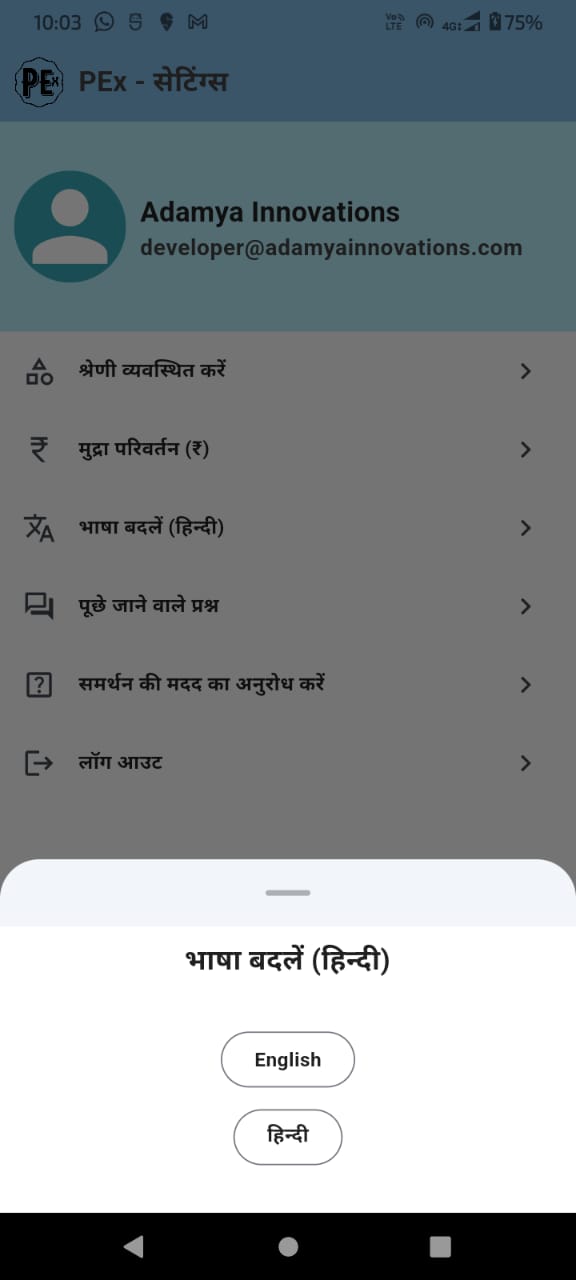 10:03
Vo LTE 4G 75%
PEx PEx - सेटिंग्स
Adamya Innovations
developer@adamyainnovations.com
श्रेणी व्यवस्थित करें
मुद्रा परिवर्तन (₹)
भाषा बदलें (हिन्दी)
पूछे जाने वाले प्रश्न
समर्थन की मदद का अनुरोध करें
लॉग आउट
भाषा बदलें (हिन्दी)
English
हिन्दी